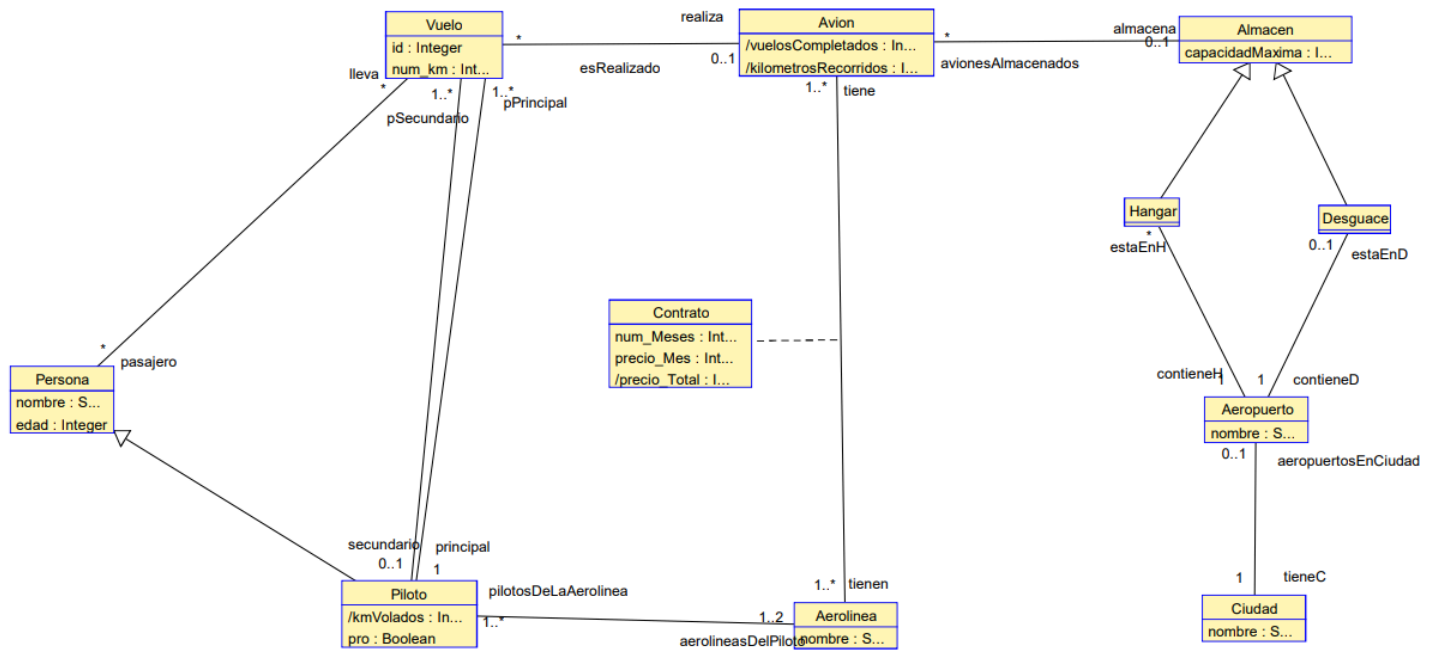 Vuelo
id : Integer
num_km : Int...
lleva
*
1..*
pSecundario
1..*
pPrincipal
*
esRealizado
realiza
0..1
Avion
/vuelosCompletados : In...
/kilometrosRecorridos : I...
*
avionesAlmacenados
almacena
0..1
Almacen
capacidadMaxima : I...
1..*
tiene
Hangar
*
estaEnH
Desguace
0..1
estaEnD
Contrato
num_Meses : Int...
precio_Mes : Int...
/precio_Total : I...
*
pasajero
Persona
nombre : S...
edad : Integer
contieneH
1
1
contieneD
Aeropuerto
nombre : S...
0..1
aeropuertosEnCiudad
secundario
0..1
principal
1
Piloto
/kmVolados : In...
pro : Boolean
pilotosDeLaAerolinea
1..*
1..2
aerolineasDelPiloto
1..*
tienen
Aerolinea
nombre : S...
1
tieneC
Ciudad
nombre : S...